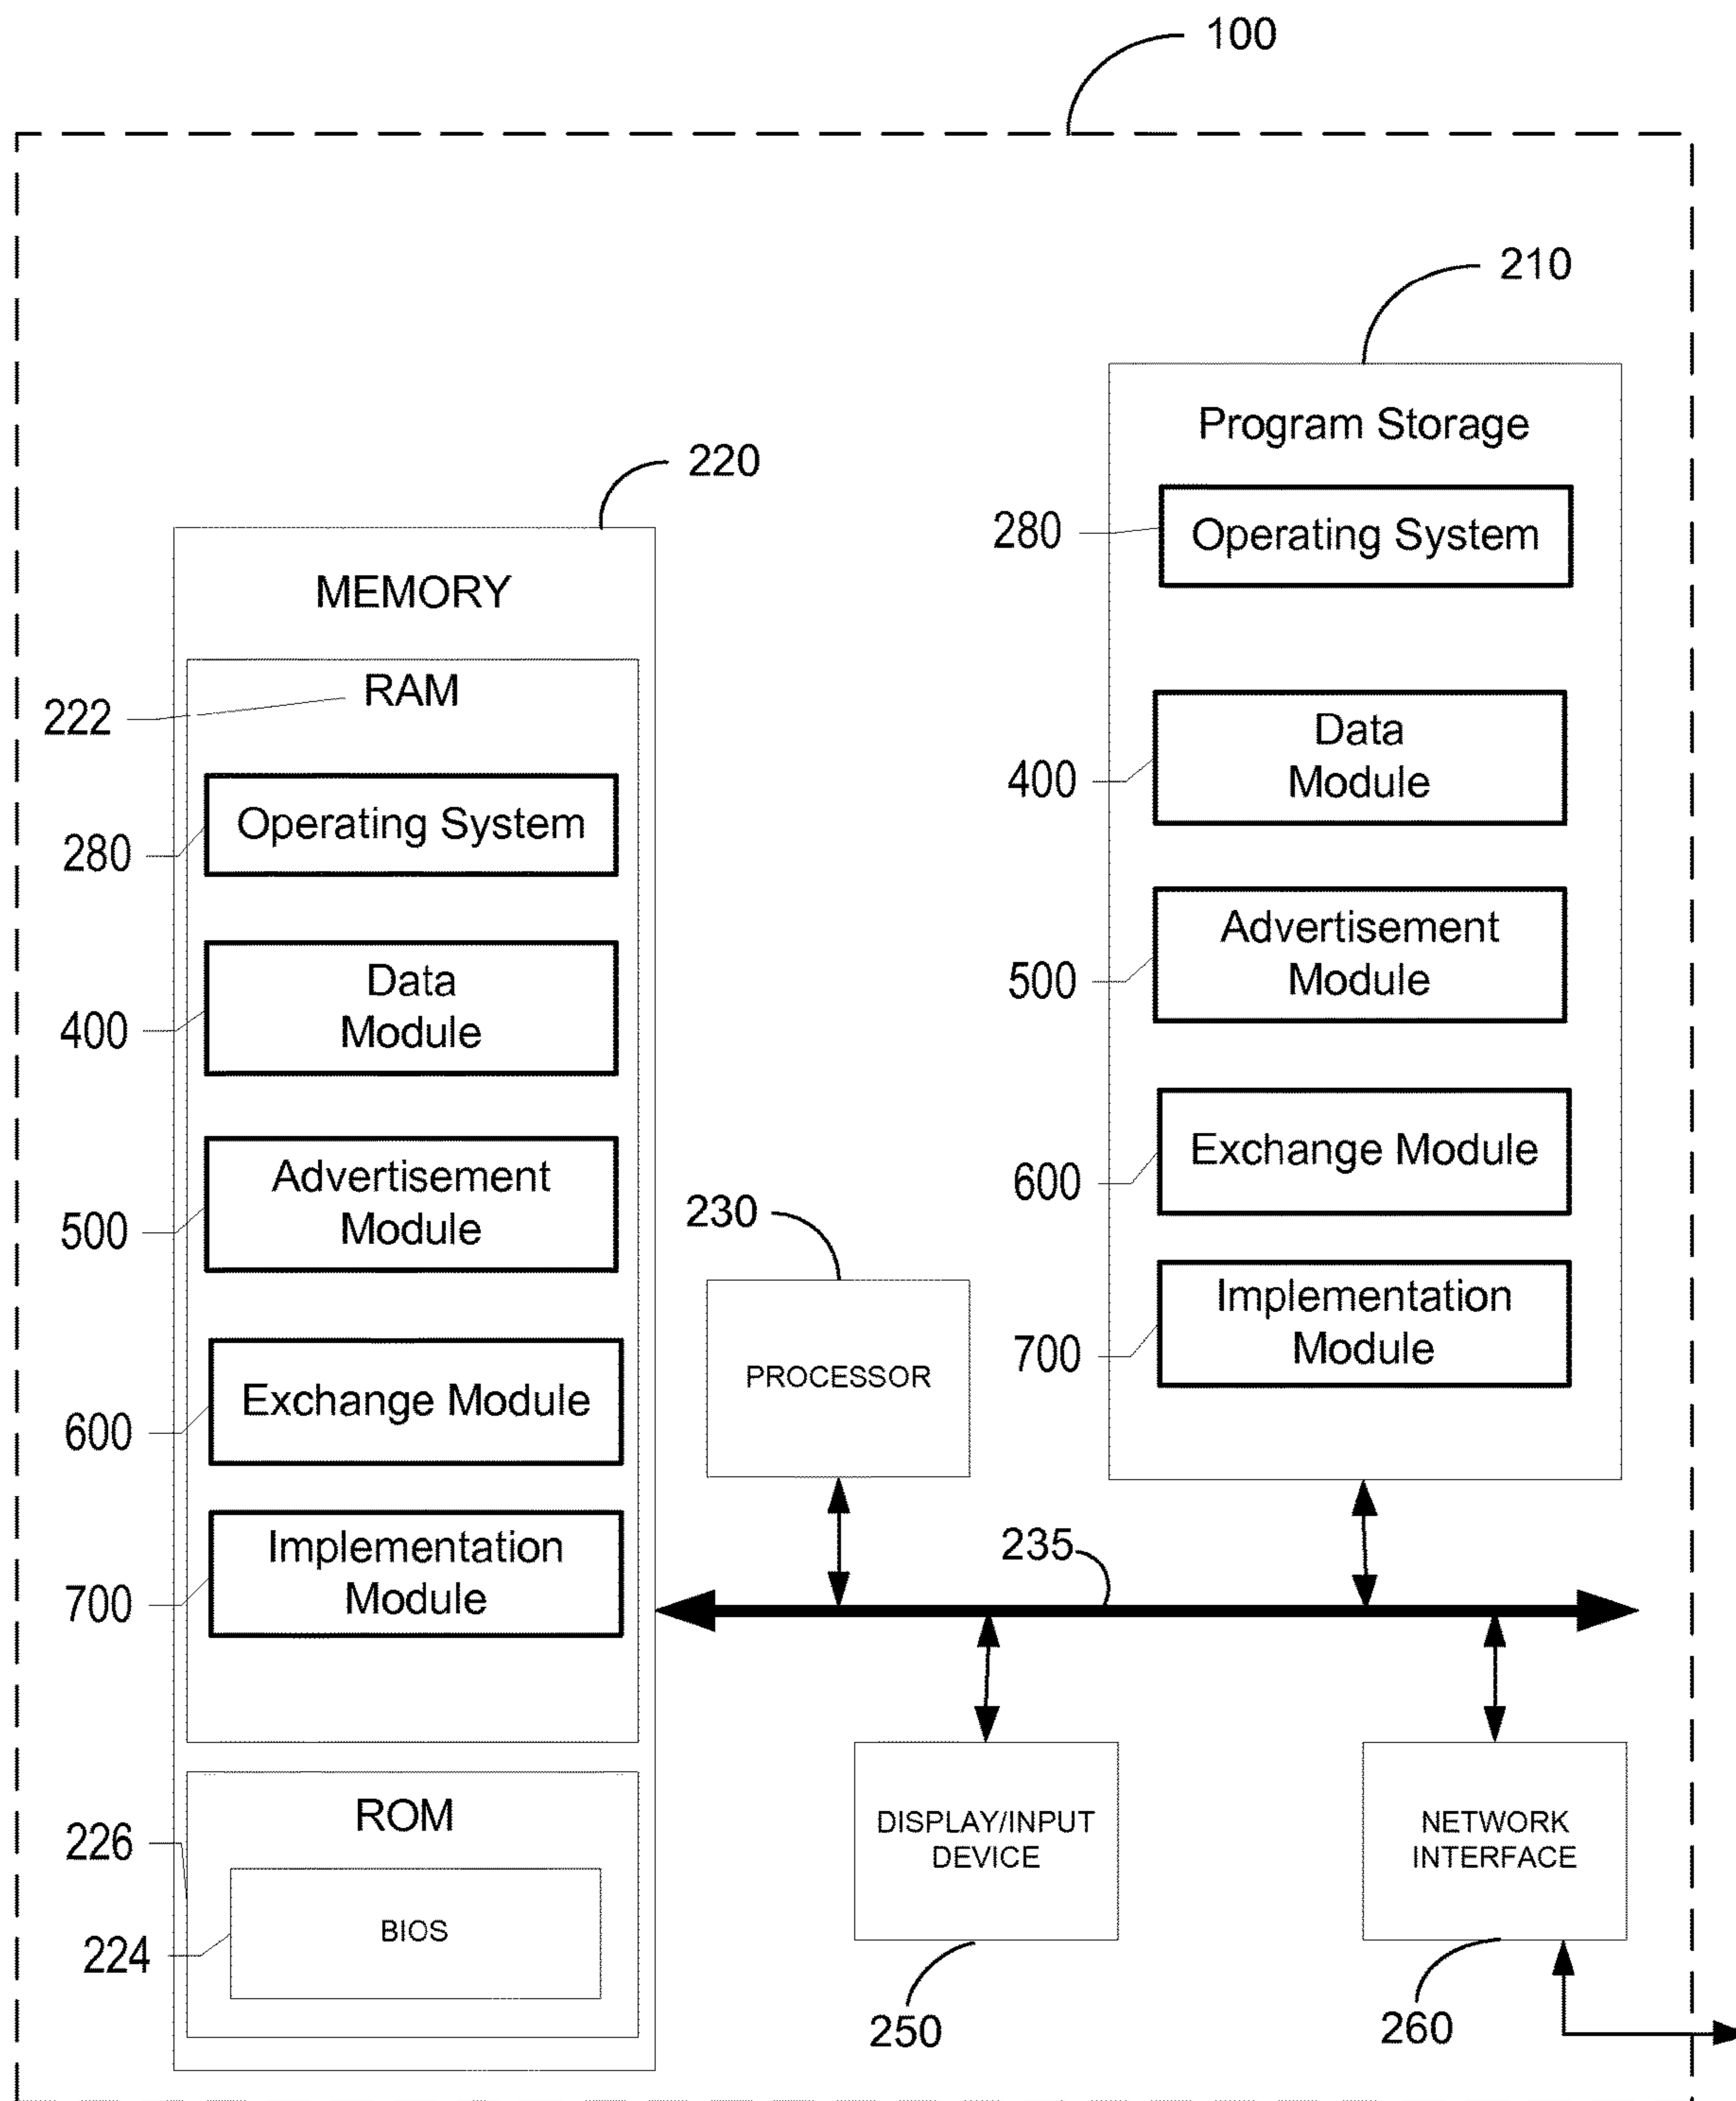 100
210
Program Storage
280
Operating System
400
Data
Module
500
Advertisement
Module
600
Exchange Module
700
Implementation
Module
220
MEMORY
222
RAM
280
Operating System
400
Data
Module
500
Advertisement
Module
600
Exchange Module
700
Implementation
Module
226
ROM
224
BIOS
230
PROCESSOR
235
DISPLAY/INPUT
DEVICE
250
NETWORK
INTERFACE
260